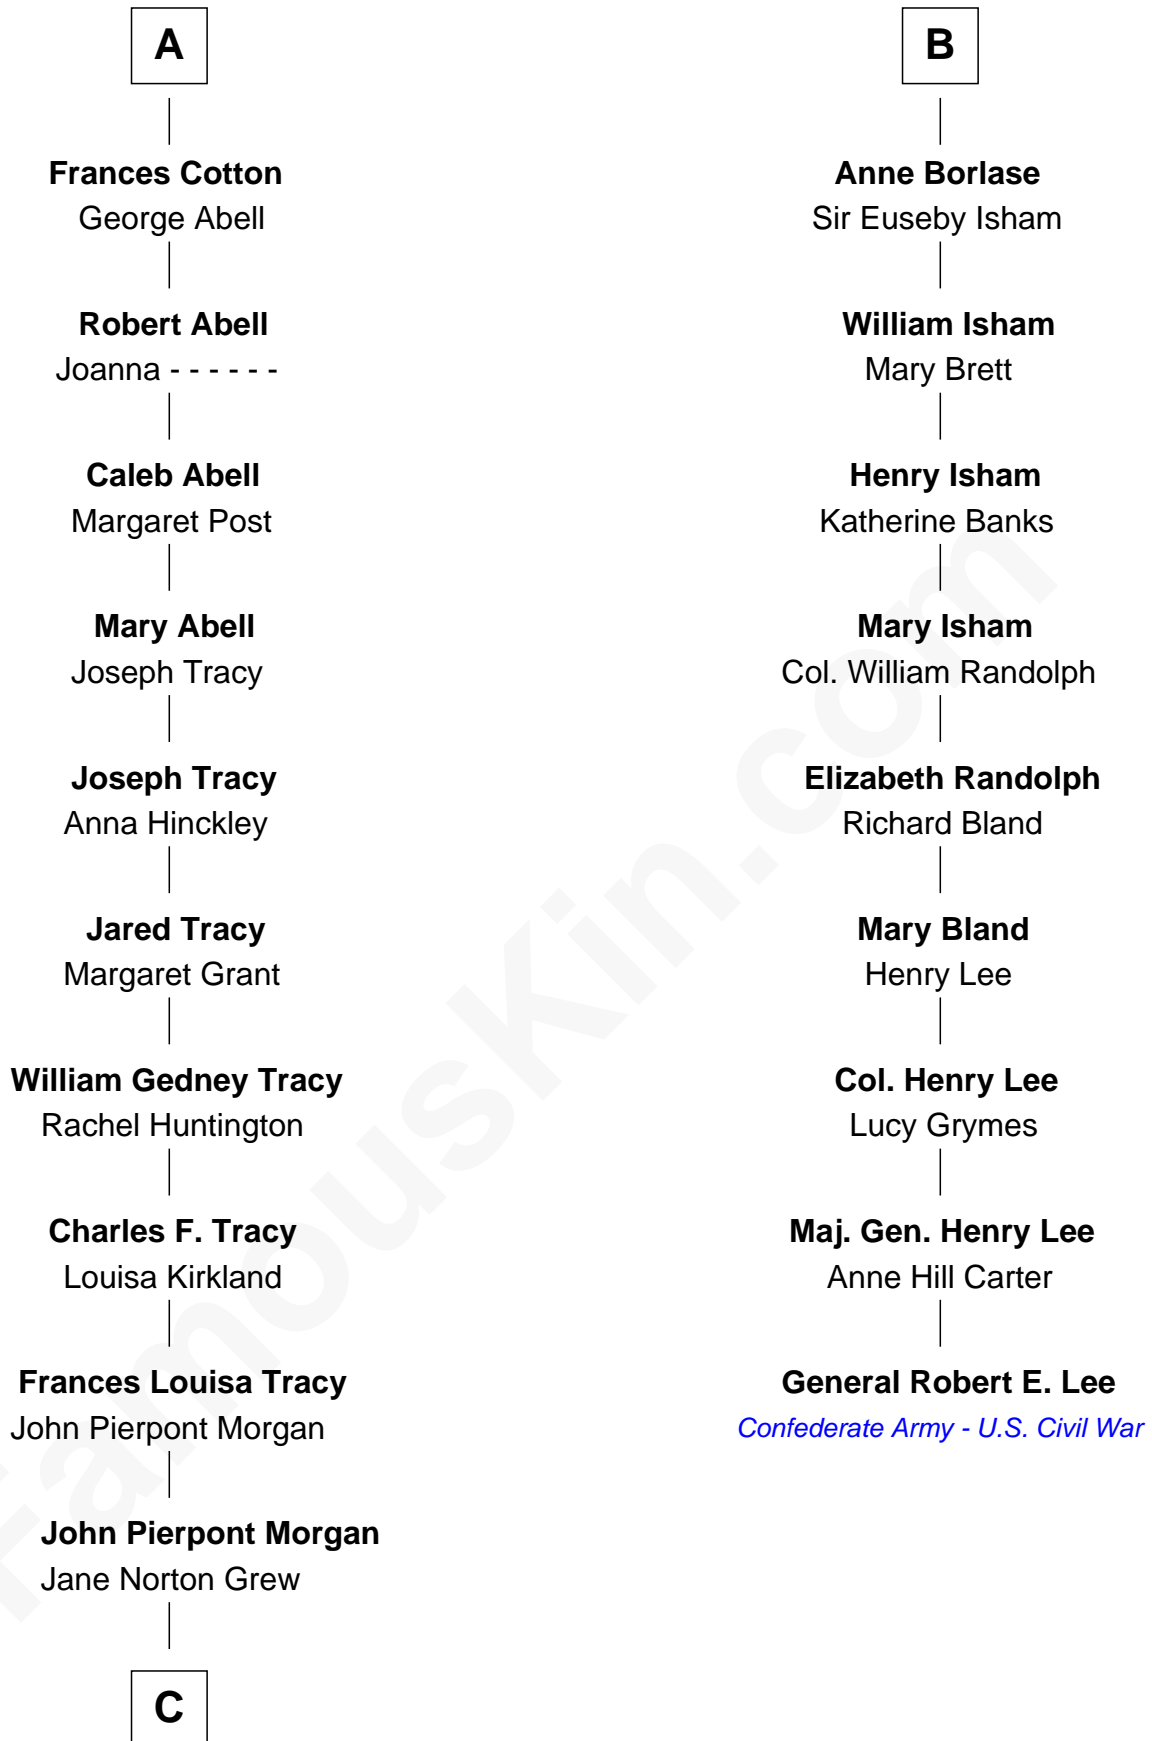 A
Frances Cotton
George Abell
Robert Abell
Joanna - - - - - -
Caleb Abell
Margaret Post
Mary Abell
Joseph Tracy
Joseph Tracy
Anna Hinckley
Jared Tracy
Margaret Grant
William Gedney Tracy
Rachel Huntington
Charles F. Tracy
Louisa Kirkland
Frances Louisa Tracy
John Pierpont Morgan
John Pierpont Morgan
Jane Norton Grew
C
B
Anne Borlase
Sir Euseby Isham
William Isham
Mary Brett
Henry Isham
Katherine Banks
Mary Isham
Col. William Randolph
Elizabeth Randolph
Richard Bland
Mary Bland
Henry Lee
Col. Henry Lee
Lucy Grymes
Maj. Gen. Henry Lee
Anne Hill Carter
General Robert E. Lee
Confederate Army - U.S. Civil War
FamousKin.com